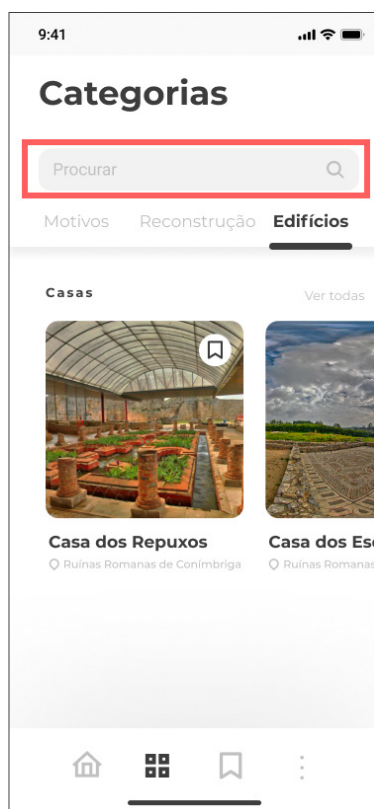 9:41
Categorias
Procurar
Motivos Reconstrução Edifícios
Casas Ver todas
Casa dos Repuxos Casa dos Es
Ruínas Romanas de Conímbriga Ruínas Romanas